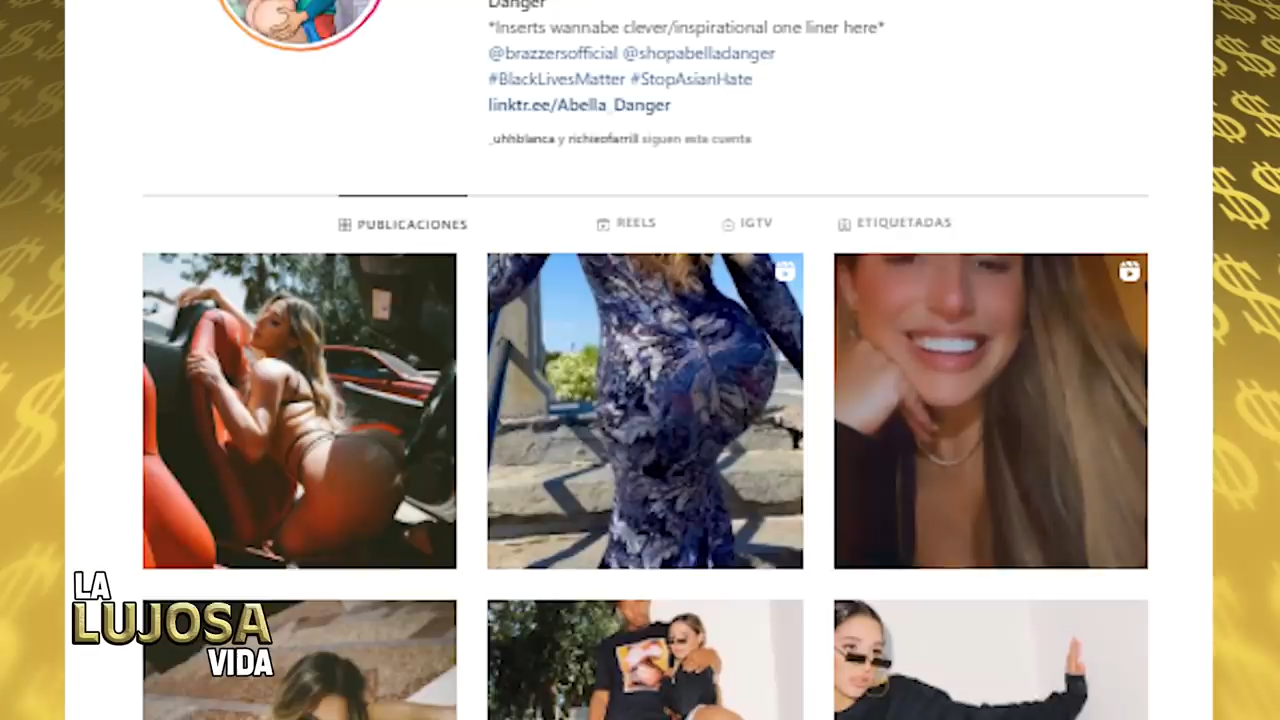 Danger
*Inserts wannabe clever/inspirational one liner here*
@brazzersofficial @shopabelladanger
#BlackLivesMatter #StopAsianHate
linktr.ee/Abella_Danger
_uhhblanca y richieofarrill siguen esta cuenta
PUBLICACIONES REELS IGTV ETIQUETADAS
LA
LUJOSA
VIDA